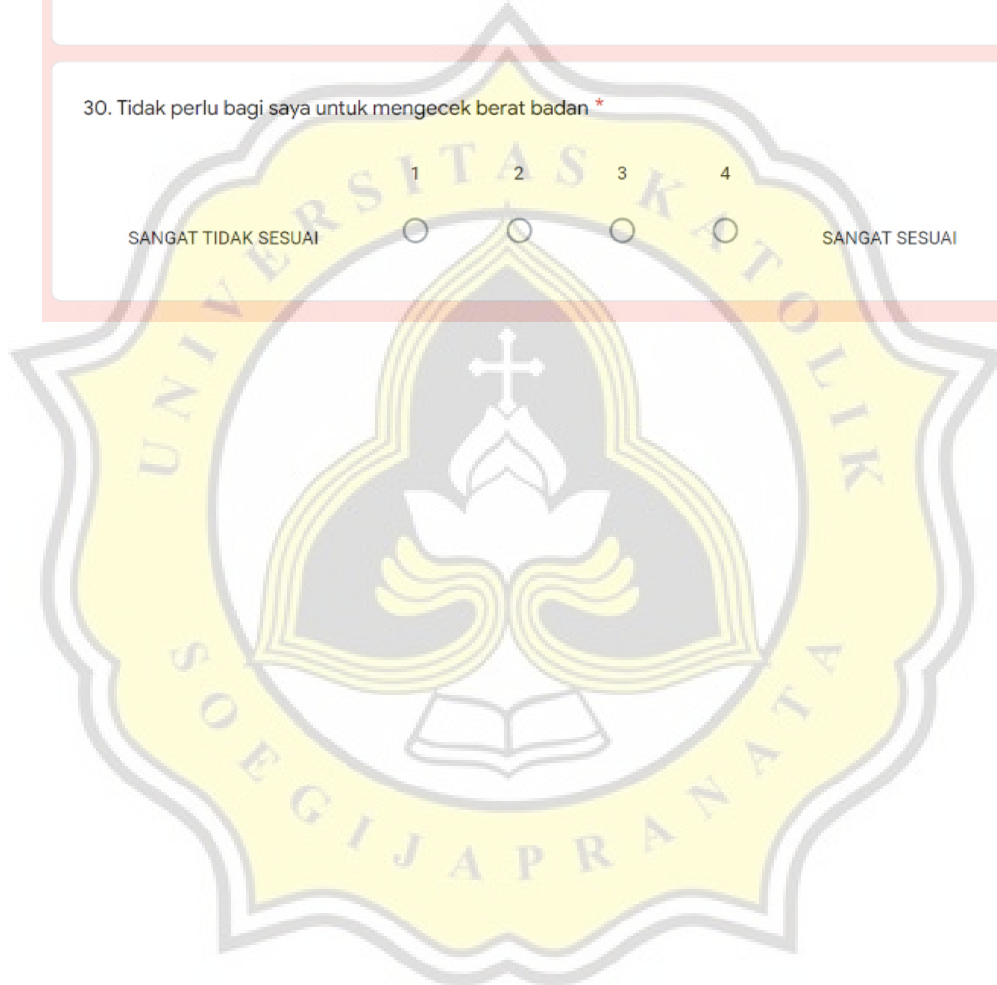 30. Tidak perlu bagi saya untuk mengecek berat badan *
1 2 3 4
SANGAT TIDAK SESUAI SANGAT SESUAI
UNIVERSITAS KATOLIK
SOEGIJAPRANATA